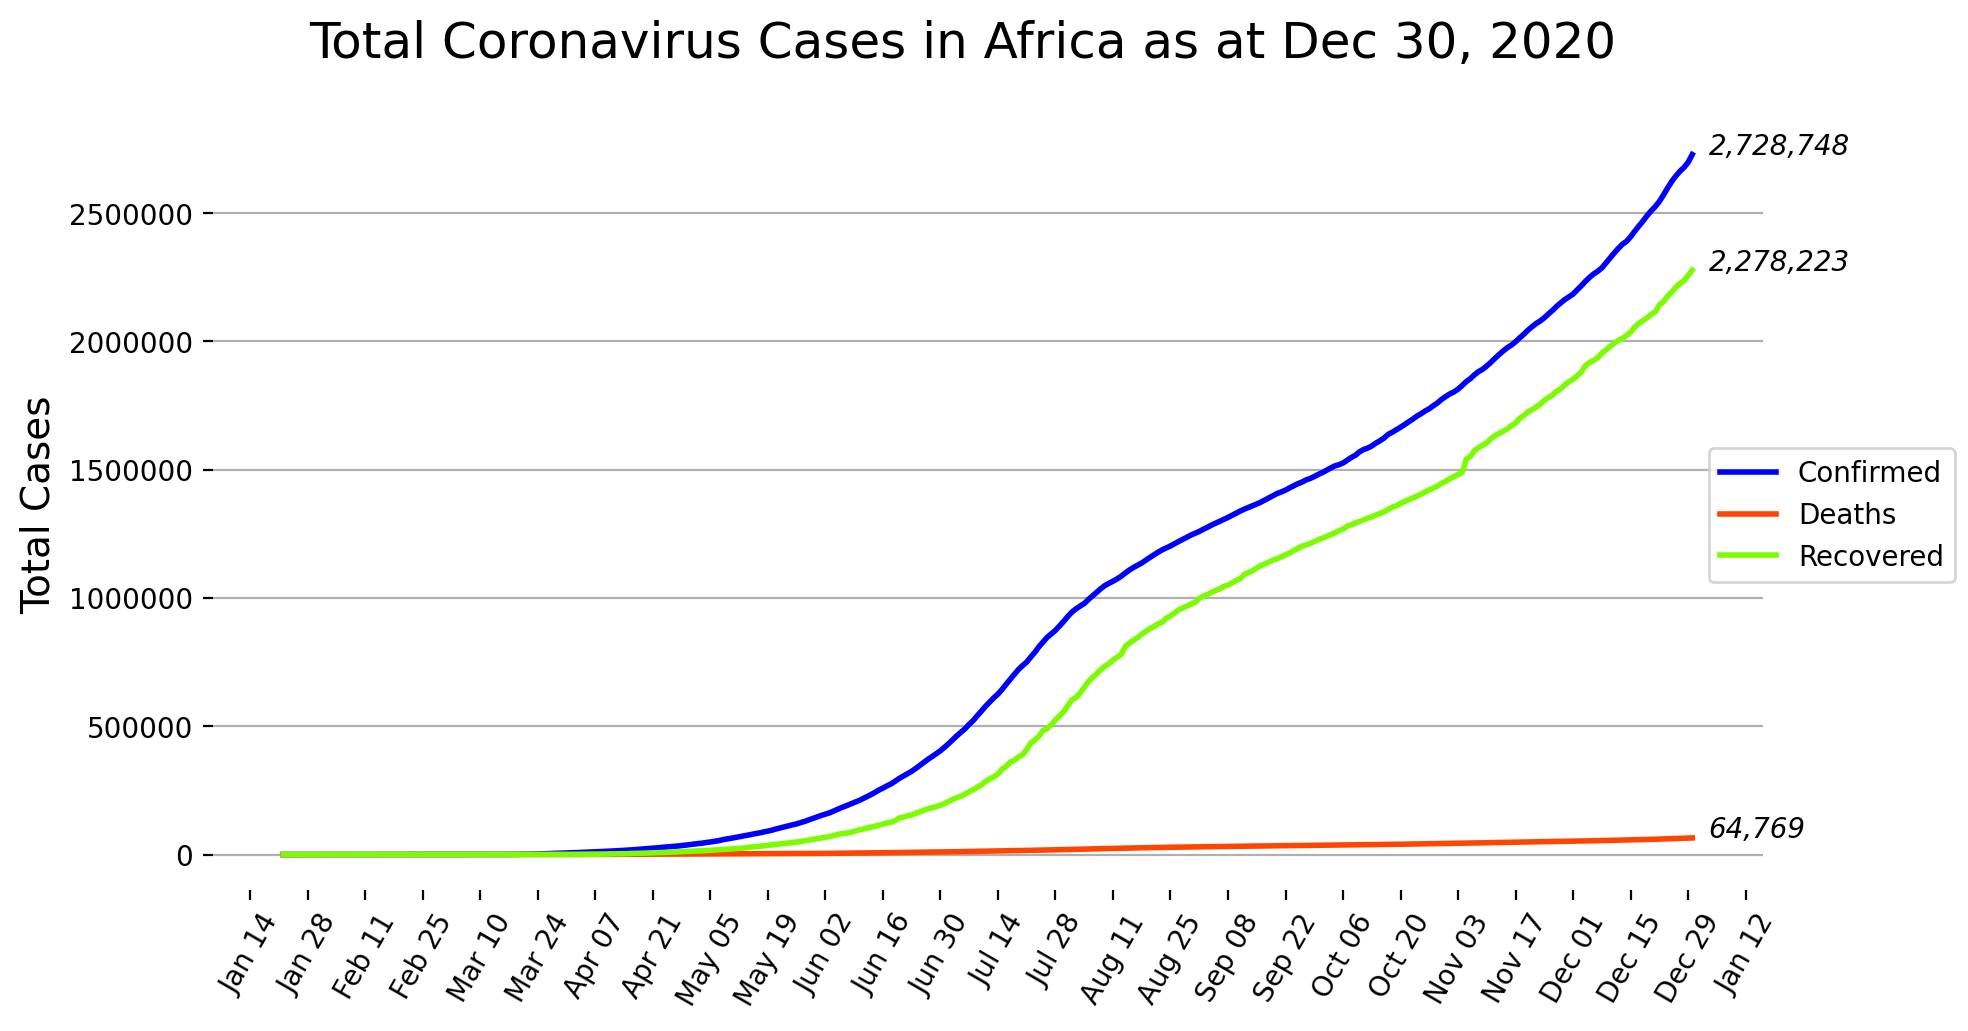 Total Coronavirus Cases in Africa as at Dec 30, 2020
Total Cases
2500000
2000000
1500000
1000000
500000
0
2,728,748
2,278,223
64,769
Confirmed
Deaths
Recovered
Jan 14
Jan 28
Feb 11
Feb 25
Mar 10
Mar 24
Apr 07
Apr 21
May 05
May 19
Jun 02
Jun 16
Jun 30
Jul 14
Jul 28
Aug 11
Aug 25
Sep 08
Sep 22
Oct 06
Oct 20
Nov 03
Nov 17
Dec 01
Dec 15
Dec 29
Jan 12